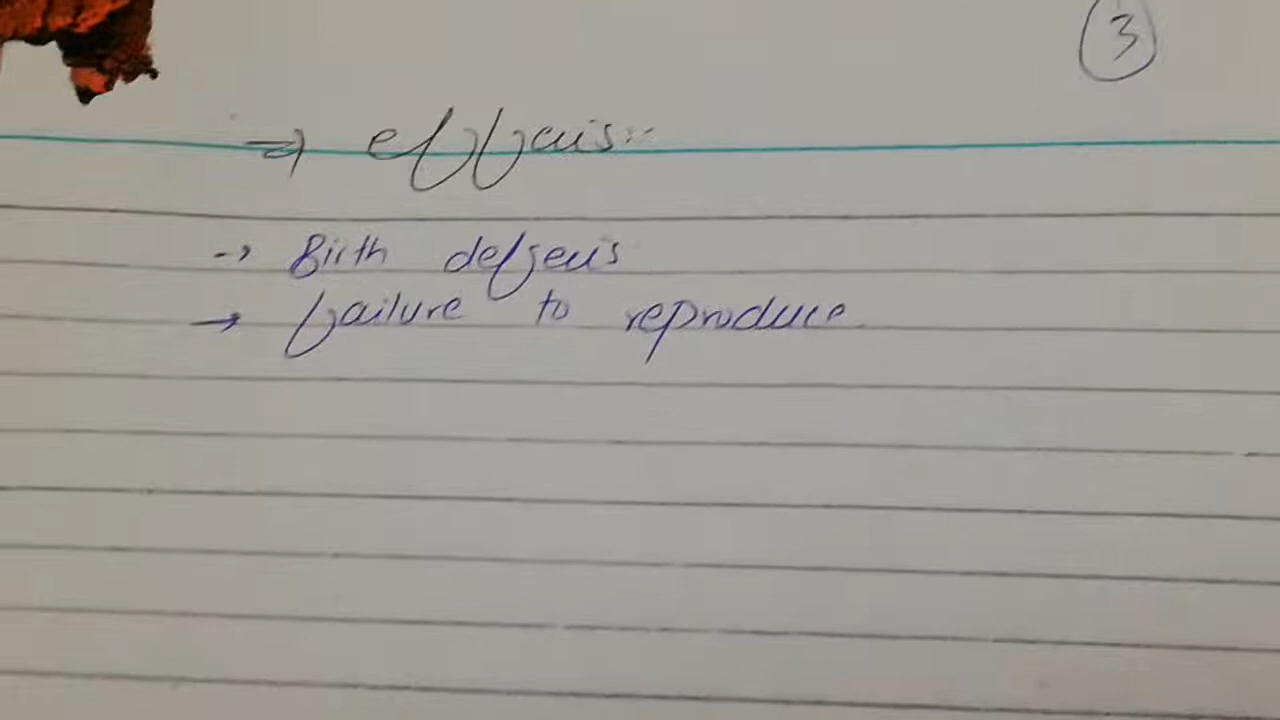 3
⇒ effects:-
→ Birth defects
→ failure to reproduce.